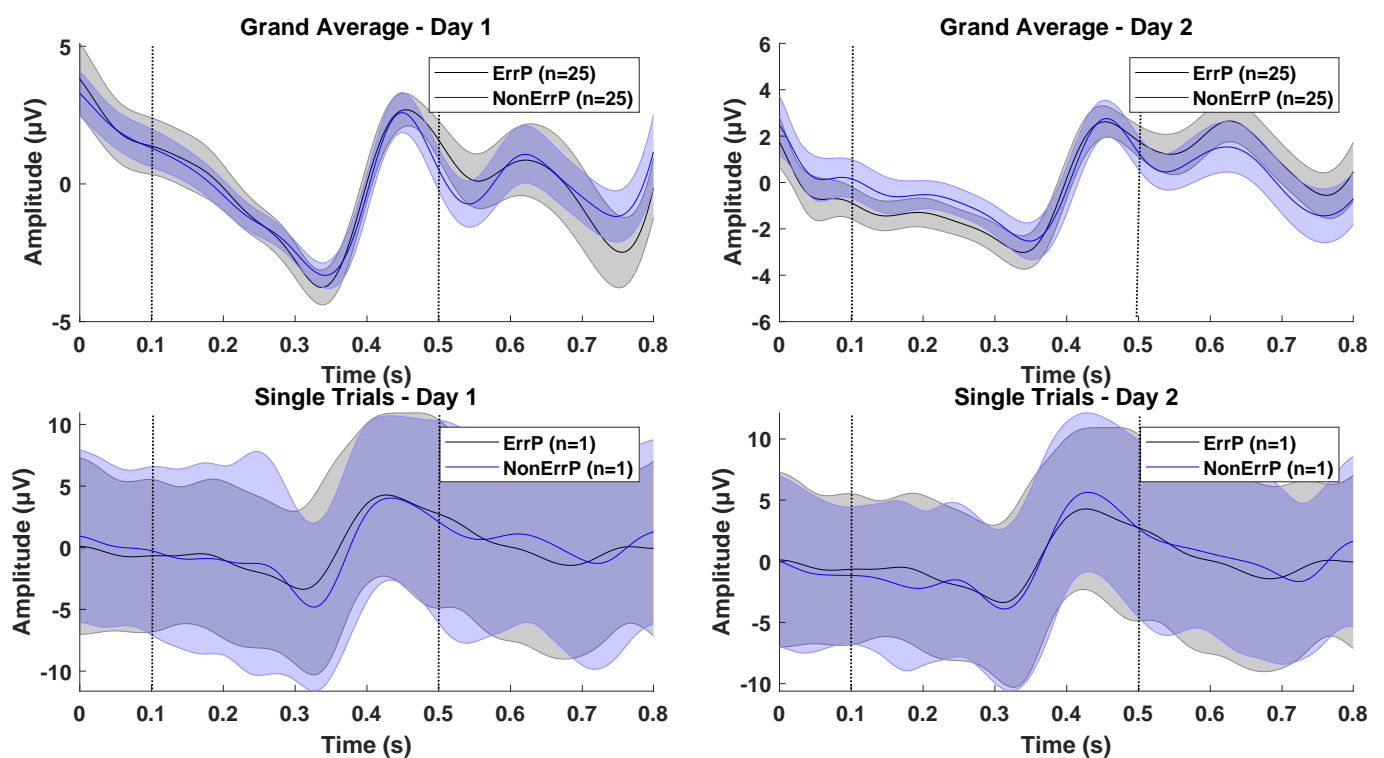 Grand Average - Day 1
5
0
-5
Amplitude (µV)
ErrP (n=25)
NonErrP (n=25)
0 0.1 0.2 0.3 0.4 0.5 0.6 0.7 0.8
Time (s)
Grand Average - Day 2
6
4
2
0
-2
-4
-6
Amplitude (µV)
ErrP (n=25)
NonErrP (n=25)
0 0.1 0.2 0.3 0.4 0.5 0.6 0.7 0.8
Time (s)
Single Trials - Day 1
10
5
0
-5
-10
Amplitude (µV)
ErrP (n=1)
NonErrP (n=1)
0 0.1 0.2 0.3 0.4 0.5 0.6 0.7 0.8
Time (s)
Single Trials - Day 2
10
5
0
-5
-10
Amplitude (µV)
ErrP (n=1)
NonErrP (n=1)
0 0.1 0.2 0.3 0.4 0.5 0.6 0.7 0.8
Time (s)